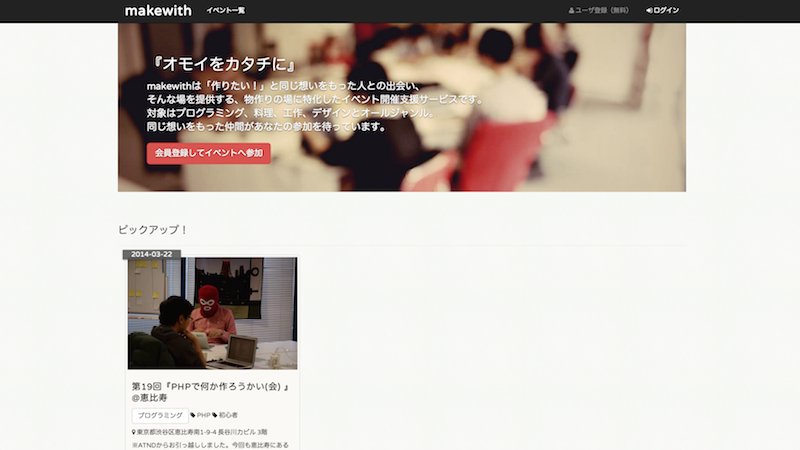 makewith
イベント一覧
ユーザ登録（無料）
ログイン
『オモイをカタチに』
makewithは「作りたい！」と同じ想いをもった人との出会い、
そんな場を提供する、物作りの場に特化したイベント開催支援サービスです。
対象はプログラミング、料理、工作、デザインとオールジャンル。
同じ想いをもった仲間があなたの参加を待っています。
会員登録してイベントへ参加
ピックアップ！
2014-03-22
第19回『PHPで何か作ろうかい(会) 』
@恵比寿
プログラミング PHP 初心者
東京都渋谷区恵比寿南1-9-4 長谷川力ビル 3階
※ATNDからお引っ越ししました。今回も恵比寿にある